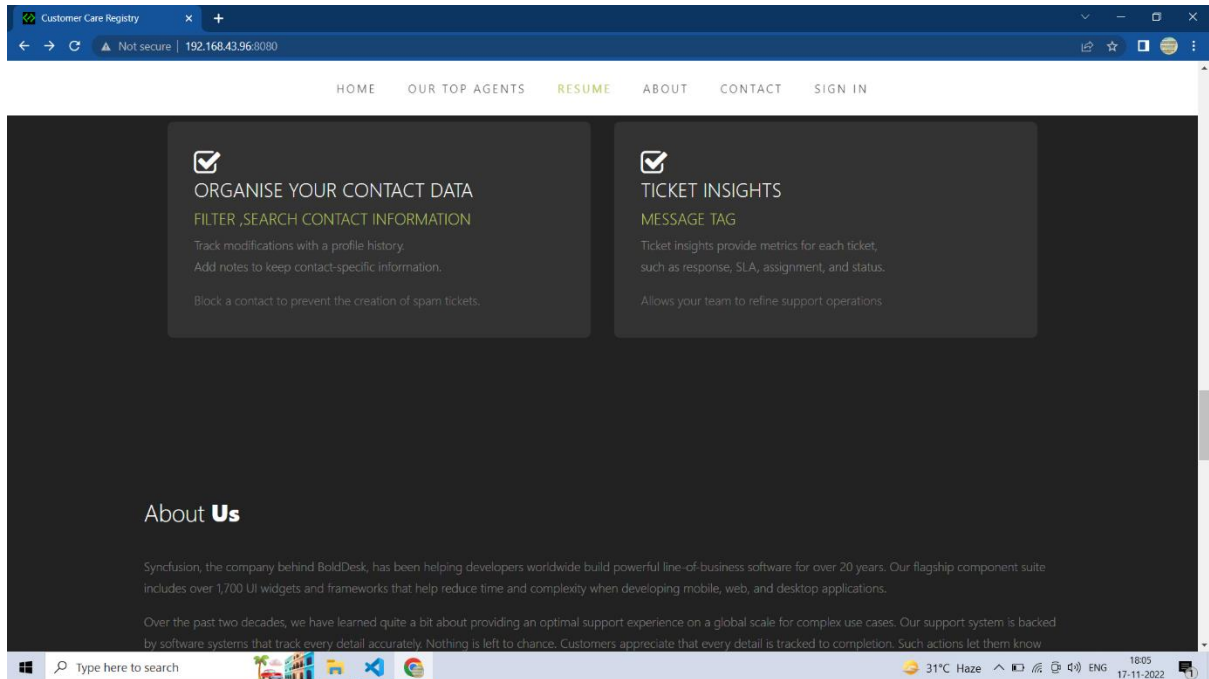 Customer Care Registry
Not secure | 192.168.43.96:8080
HOME OUR TOP AGENTS RESUME ABOUT CONTACT SIGN IN
ORGANISE YOUR CONTACT DATA
FILTER ,SEARCH CONTACT INFORMATION
Track modifications with a profile history.
Add notes to keep contact-specific information.
Block a contact to prevent the creation of spam tickets.
TICKET INSIGHTS
MESSAGE TAG
Ticket insights provide metrics for each ticket,
such as response, SLA, assignment, and status.
Allows your team to refine support operations
About Us
Syncfusion, the company behind BoldDesk, has been helping developers worldwide build powerful line-of-business software for over 20 years. Our flagship component suite
includes over 1,700 UI widgets and frameworks that help reduce time and complexity when developing mobile, web, and desktop applications.
Over the past two decades, we have learned quite a bit about providing an optimal support experience on a global scale for complex use cases. Our support system is backed
by software systems that track every detail accurately. Nothing is left to chance. Customers appreciate that every detail is tracked to completion. Such actions let them know
Type here to search
31°C Haze
ENG
18:05
17-11-2022
1